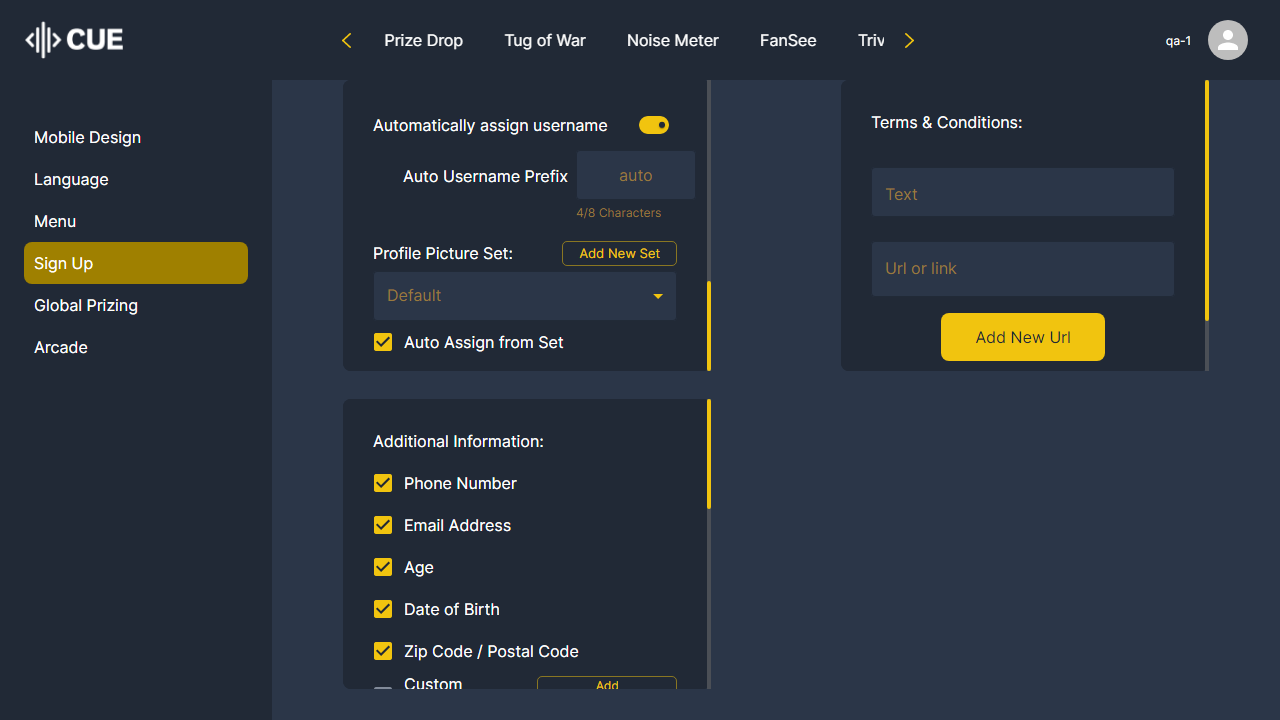 CUE
Prize Drop
Tug of War
Noise Meter
FanSee
Triv
qa-1
Mobile Design
Language
Menu
Sign Up
Global Prizing
Arcade
Automatically assign username
Auto Username Prefix
auto
4/8 Characters
Profile Picture Set:
Add New Set
Default
Auto Assign from Set
Terms & Conditions:
Text
Url or link
Add New Url
Additional Information:
Phone Number
Email Address
Age
Date of Birth
Zip Code / Postal Code
Custom
Add